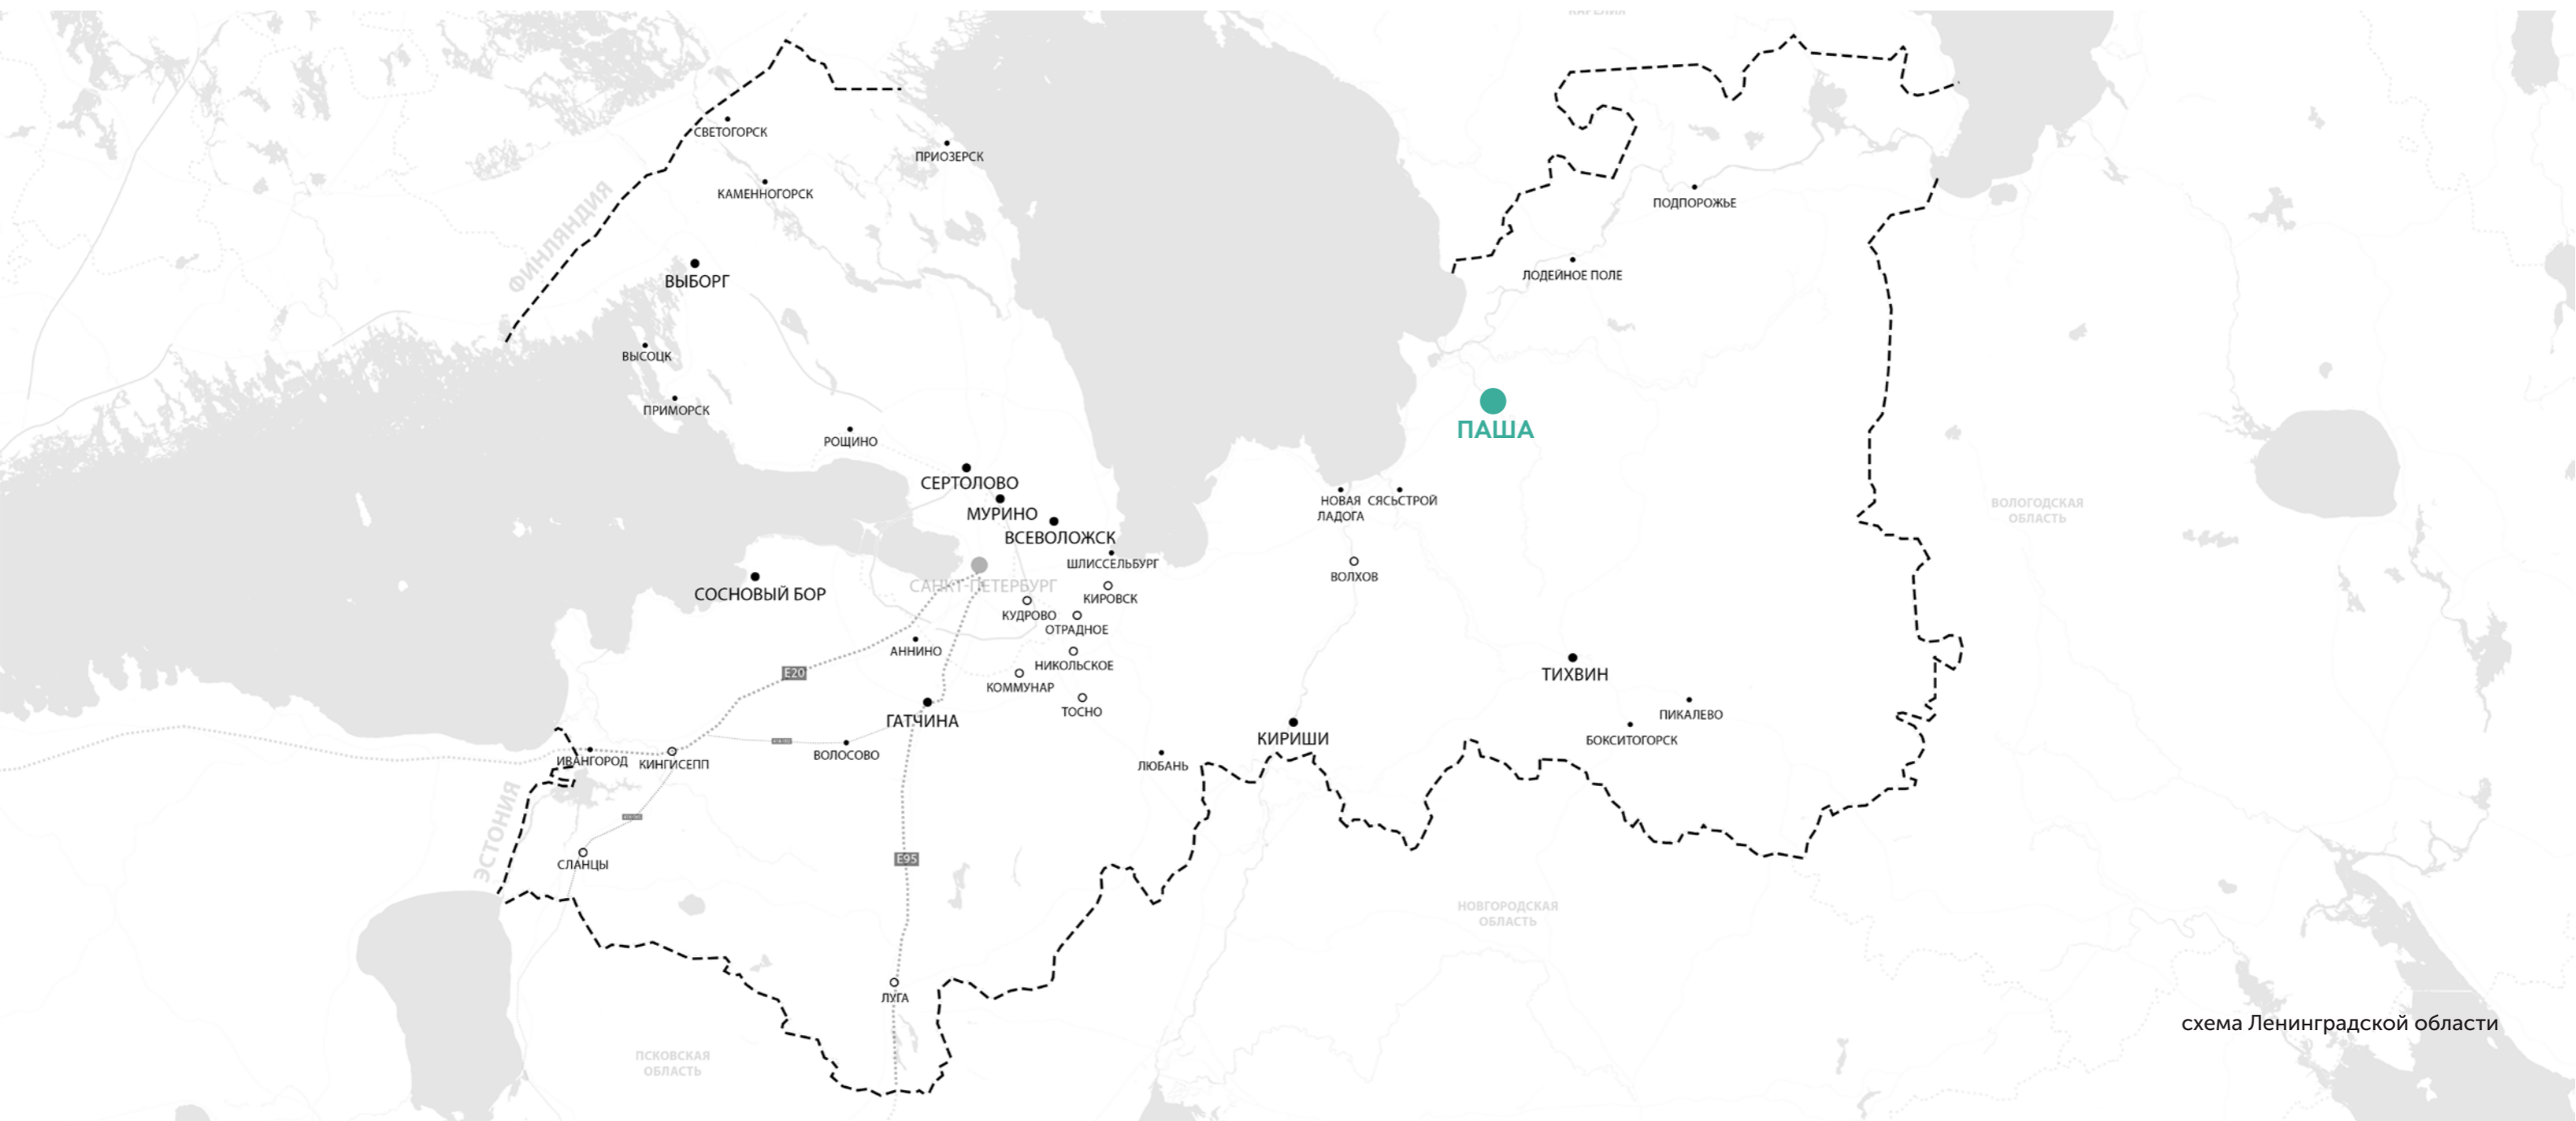 КАРЕЛИЯ
СВЕТОГОРСК
ПРИОЗЕРСК
КАМЕННОГОРСК
ПОДПОРОЖЬЕ
ФИНЛЯНДИЯ
ВЫБОРГ
ЛОДЕЙНОЕ ПОЛЕ
ВЫСОЦК
ПРИМОРСК
ПАША
РОЩИНО
СЕРТОЛОВО
НОВАЯ
ЛАДОГА
СЯСЬСТРОЙ
ВОЛОГОДСКАЯ
ОБЛАСТЬ
МУРИНО
ВСЕВОЛОЖСК
ШЛИССЕЛЬБУРГ
ВОЛХОВ
САНКТ-ПЕТЕРБУРГ
СОСНОВЫЙ БОР
КИРОВСК
КУДРОВО
ОТРАДНОЕ
АННИНО
НИКОЛЬСКОЕ
E20
ТИХВИН
КОММУНАР
ТОСНО
ПИКАЛЕВО
ГАТЧИНА
КИРИШИ
БОКСИТОГОРСК
ВОЛОСОВО
ИВАНГОРОД
КИНГИСЕПП
ЛЮБАНЬ
ЭСТОНИЯ
СЛАНЦЫ
E95
НОВГОРОДСКАЯ
ОБЛАСТЬ
ЛУГА
схема Ленинградской области
ПСКОВСКАЯ
ОБЛАСТЬ